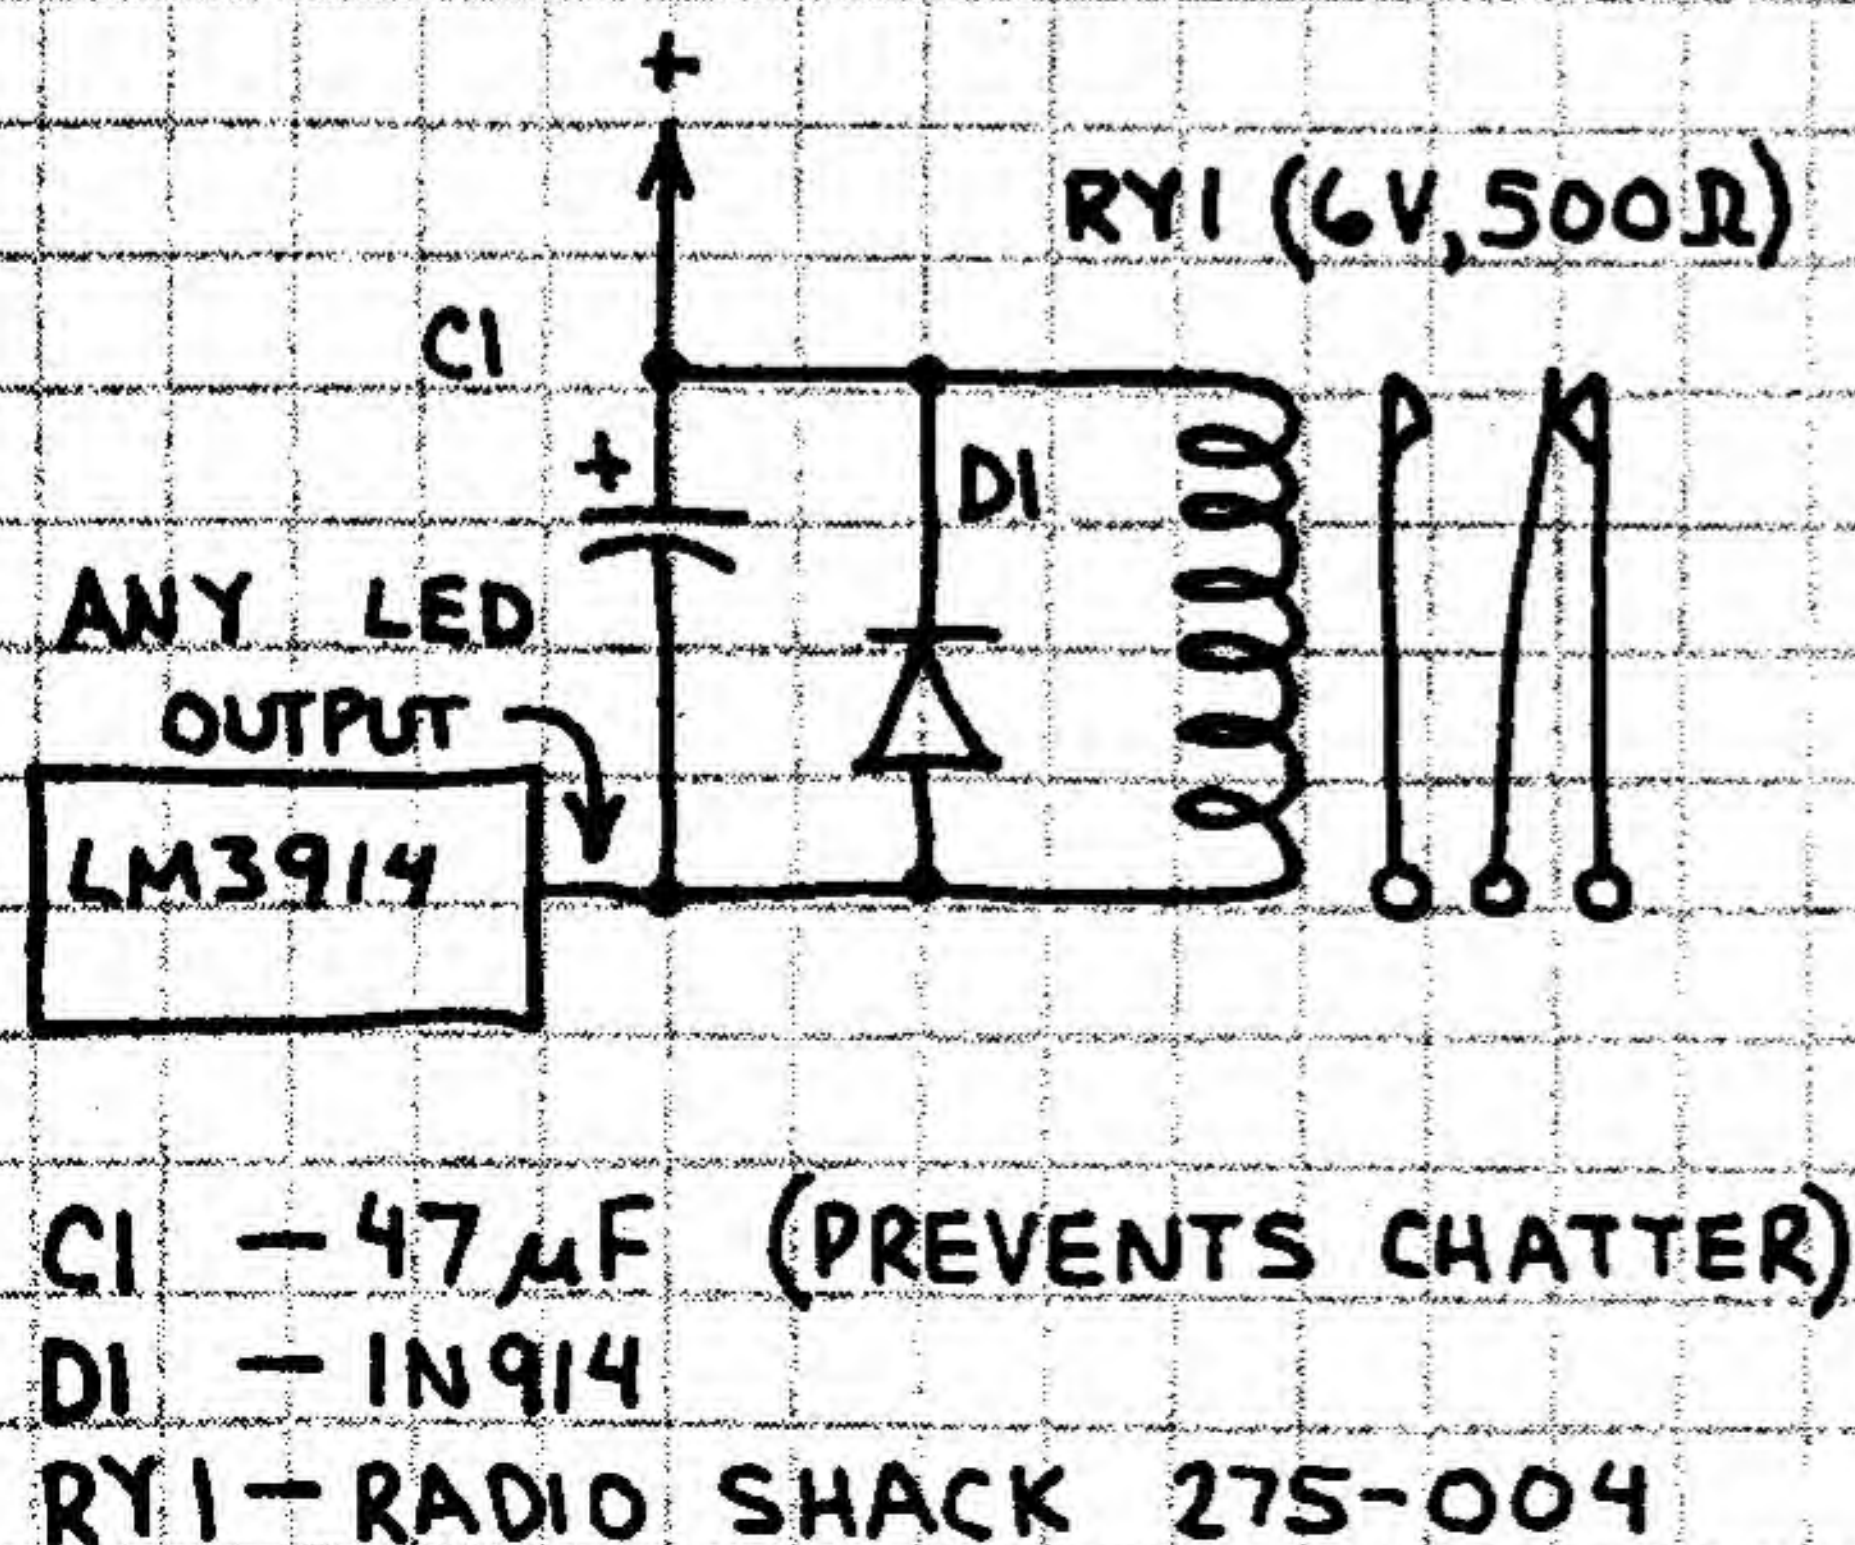 +
RY1 (6V, 500Ω)
C1
+
D1
ANY LED
OUTPUT
LM3914
C1 – 47µF (PREVENTS CHATTER)
D1 – 1N914
RY1 – RADIO SHACK 275-004